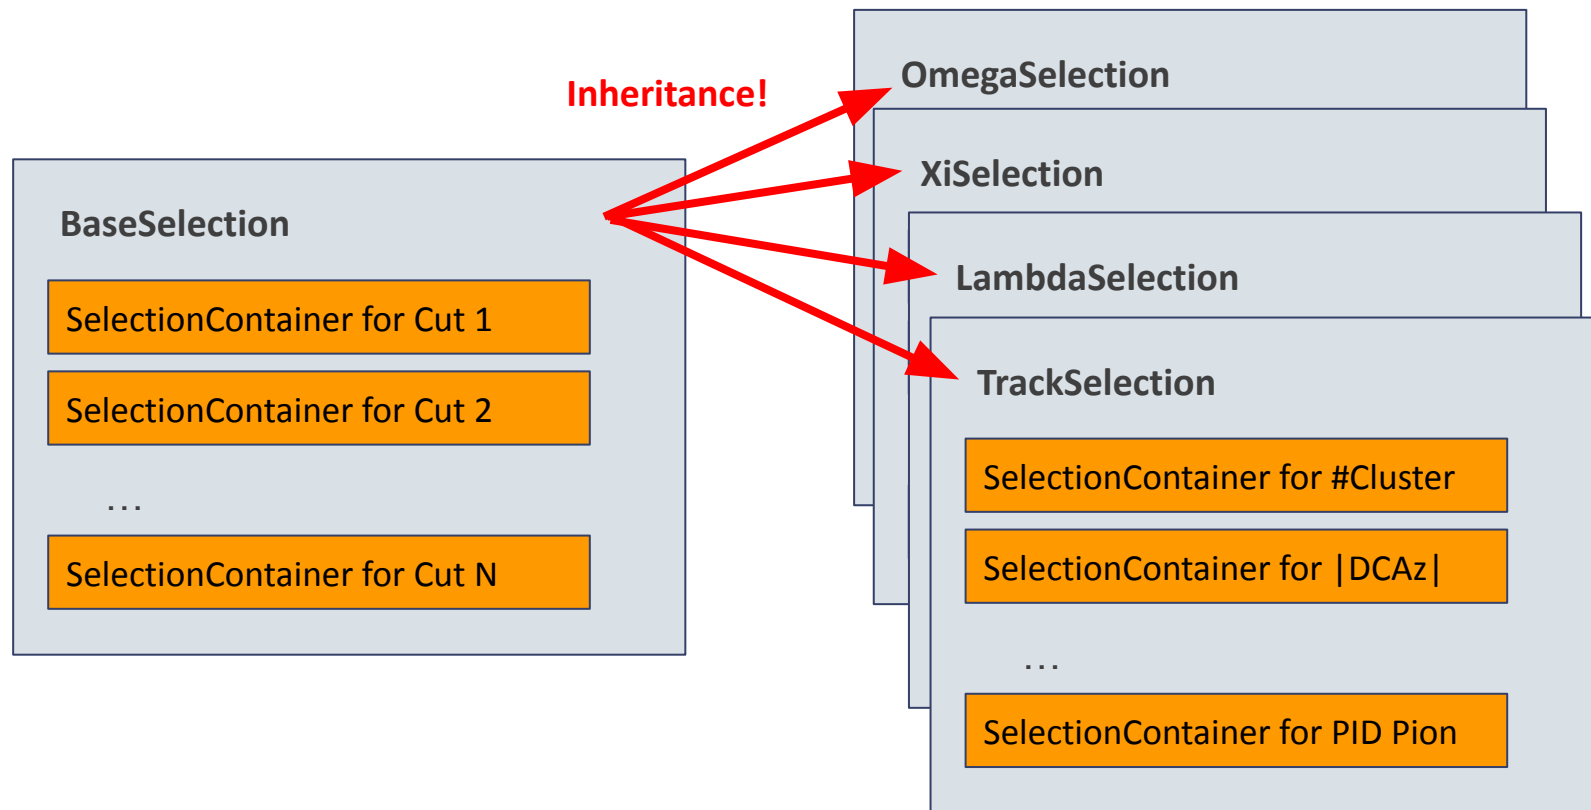 Inheritance!
BaseSelection
SelectionContainer for Cut 1
SelectionContainer for Cut 2
...
SelectionContainer for Cut N
OmegaSelection
XiSelection
LambdaSelection
TrackSelection
SelectionContainer for #Cluster
SelectionContainer for |DCAz|
...
SelectionContainer for PID Pion